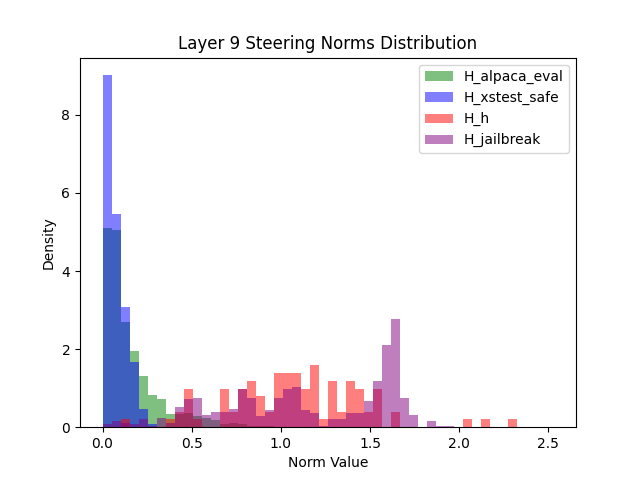 Layer 9 Steering Norms Distribution
H_alpaca_eval
H_xstest_safe
H_h
H_jailbreak
Density
8
6
4
2
0
0.0 0.5 1.0 1.5 2.0 2.5
Norm Value